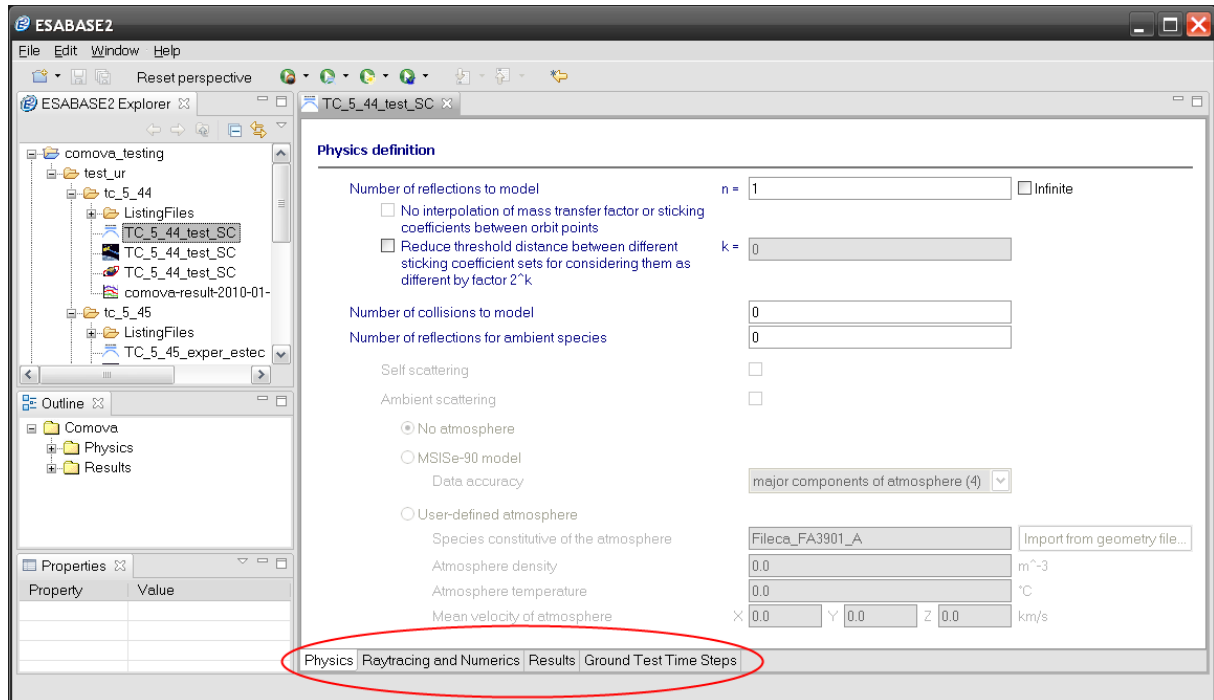 ESABASE2
File Edit Window Help
Reset perspective
ESABASE2 Explorer
comova_testing
test_ur
tc_5_44
ListingFiles
TC_5_44_test_SC
TC_5_44_test_SC
TC_5_44_test_SC
comova-result-2010-01-
tc_5_45
ListingFiles
TC_5_45_exper_estec
Outline
Comova
Physics
Results
Properties
Property Value
TC_5_44_test_SC
Physics definition
Number of reflections to model n = 1 Infinite
No interpolation of mass transfer factor or sticking
coefficients between orbit points
Reduce threshold distance between different k = 0
sticking coefficient sets for considering them as
different by factor 2^k
Number of collisions to model 0
Number of reflections for ambient species 0
Self scattering
Ambient scattering
No atmosphere
MSISe-90 model
Data accuracy major components of atmosphere (4)
User-defined atmosphere
Species constitutive of the atmosphere Fileca_FA3901_A Import from geometry file...
Atmosphere density 0.0 m^-3
Atmosphere temperature 0.0 °C
Mean velocity of atmosphere X 0.0 Y 0.0 Z 0.0 km/s
Physics Raytracing and Numerics Results Ground Test Time Steps